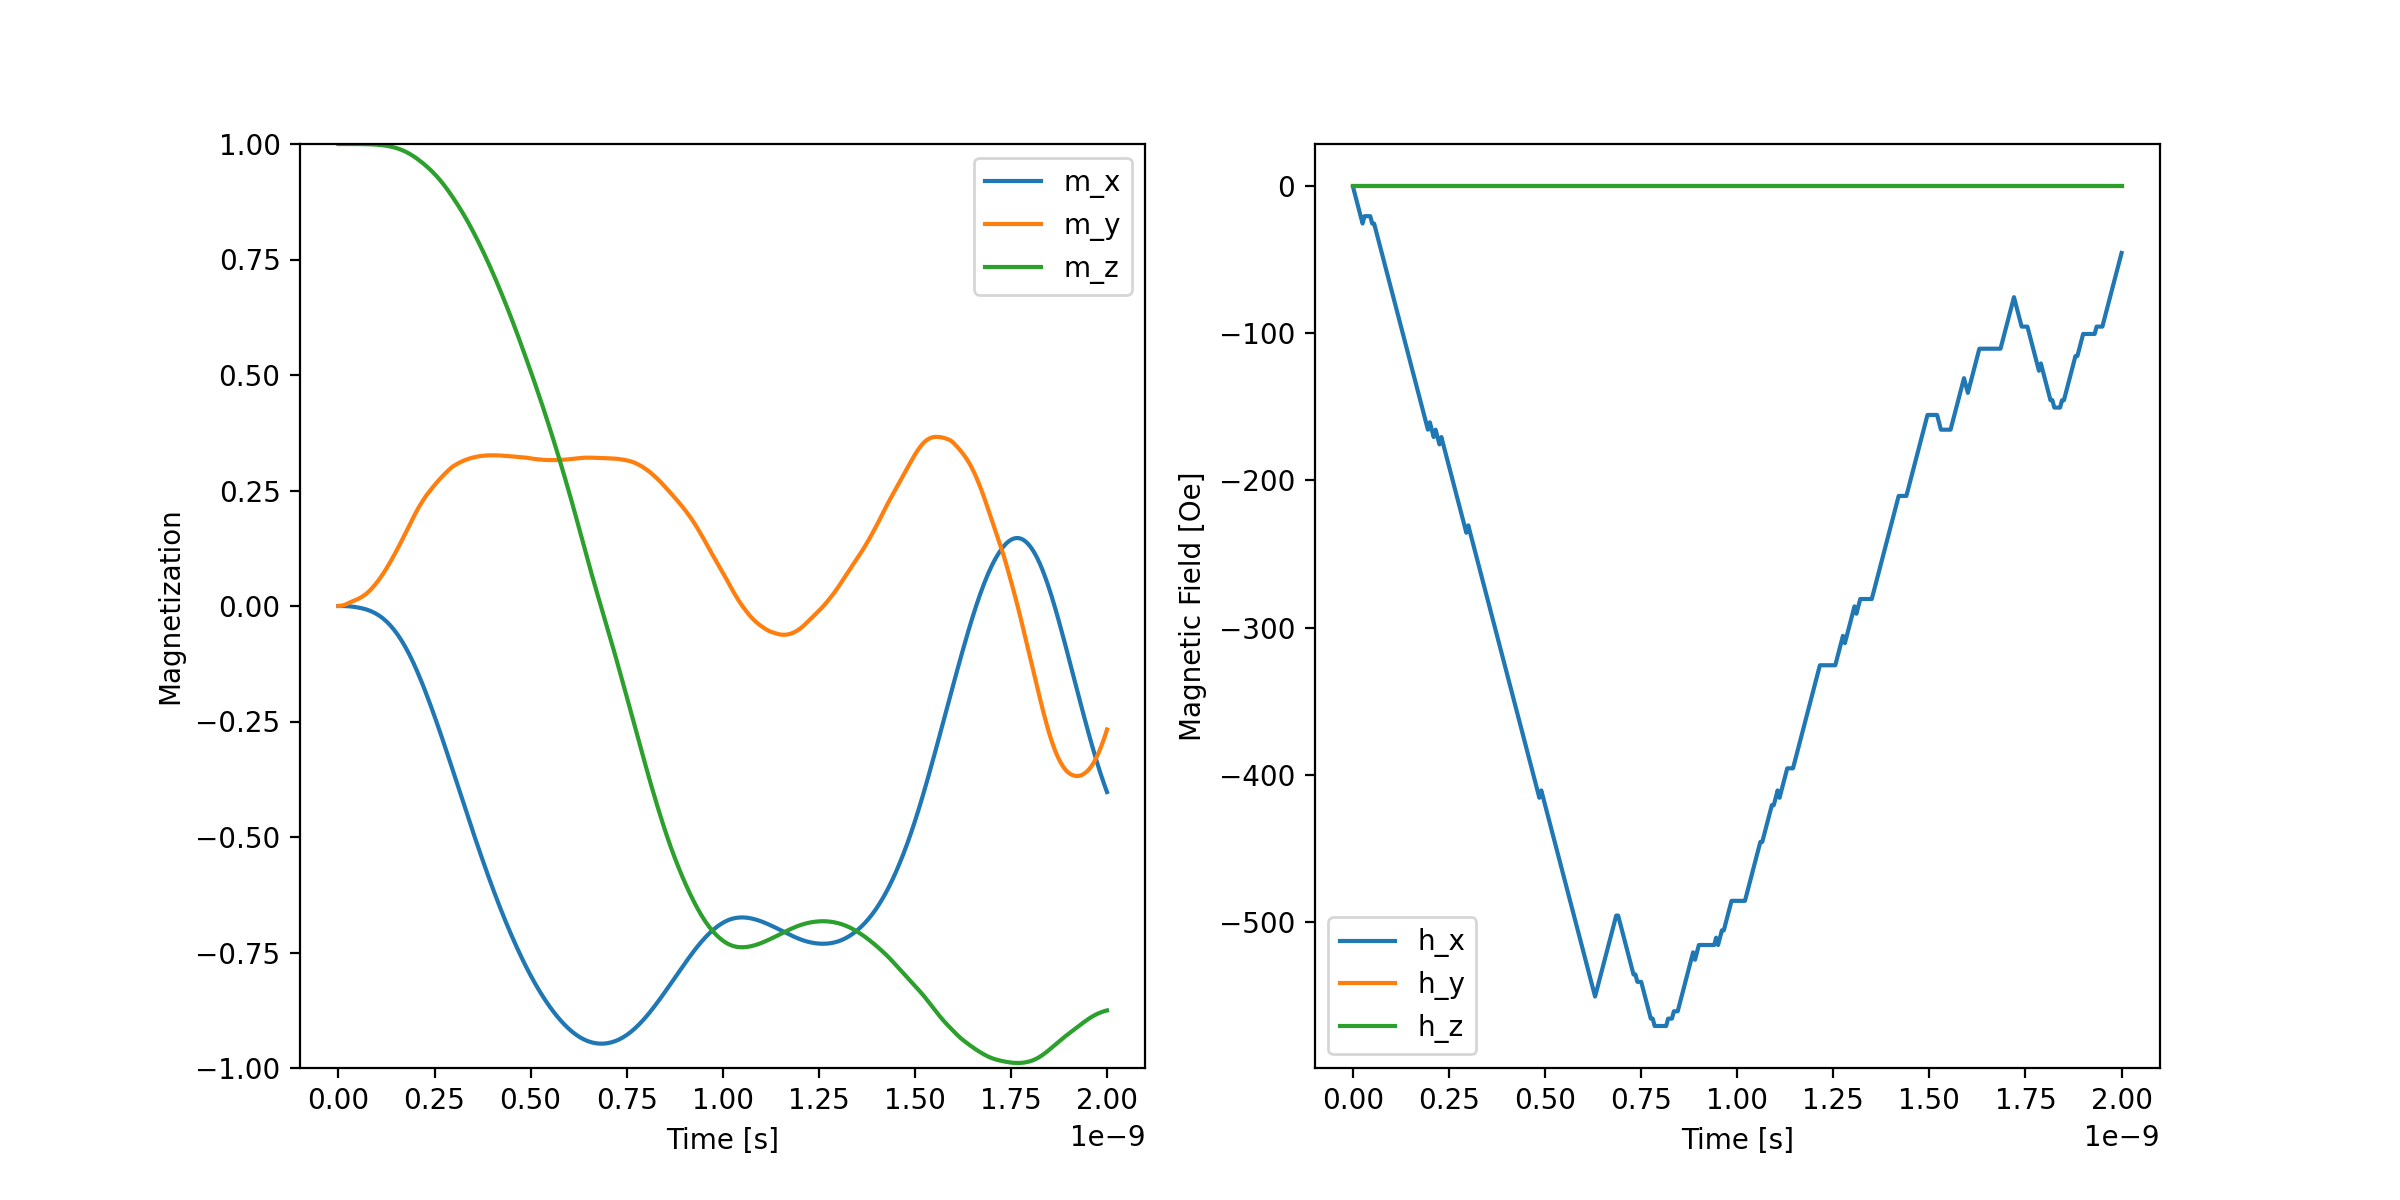 Magnetization
1.00
0.75
0.50
0.25
0.00
−0.25
−0.50
−0.75
−1.00
m_x
m_y
m_z
0.00 0.25 0.50 0.75 1.00 1.25 1.50 1.75 2.00
Time [s]
1e−9
Magnetic Field [Oe]
0
−100
−200
−300
−400
−500
h_x
h_y
h_z
0.00 0.25 0.50 0.75 1.00 1.25 1.50 1.75 2.00
Time [s]
1e−9